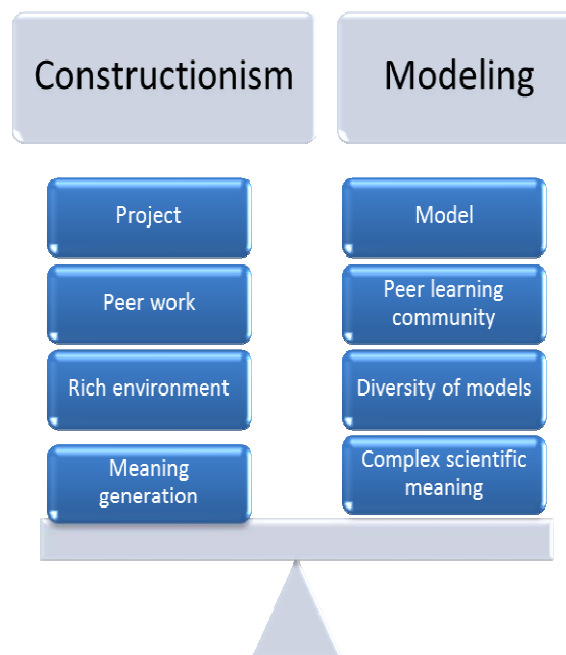 Constructionism
Modeling
Project
Model
Peer work
Peer learning
community
Rich environment
Diversity of models
Meaning
generation
Complex scientific
meaning